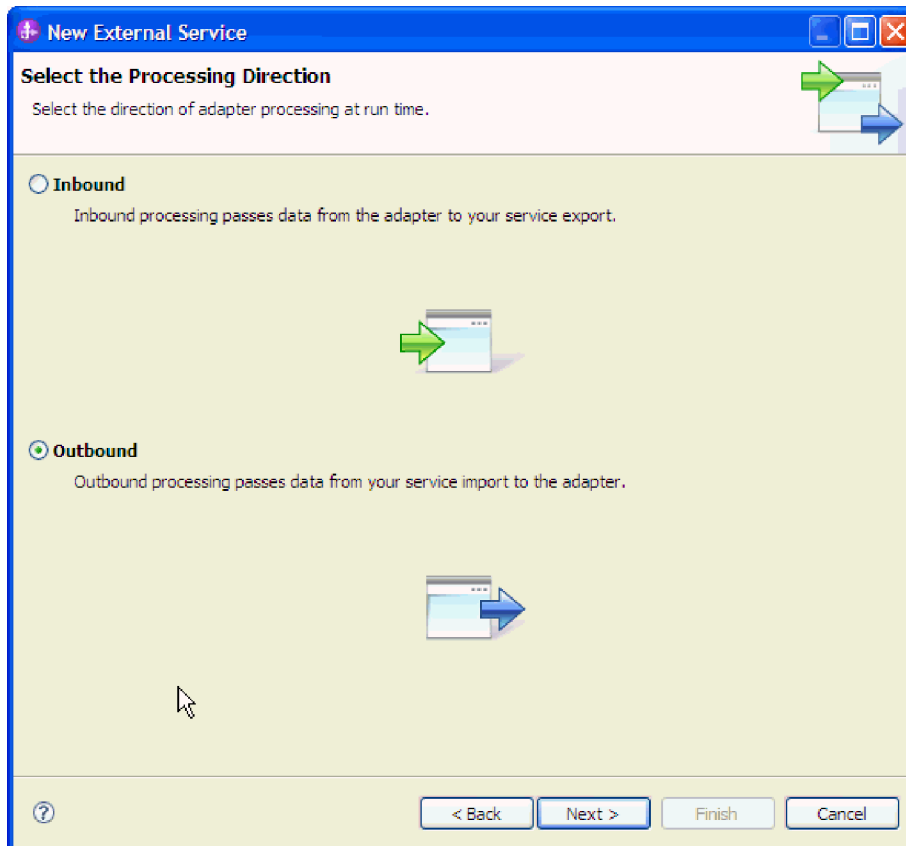 New External Service
Select the Processing Direction
Select the direction of adapter processing at run time.
Inbound
Inbound processing passes data from the adapter to your service export.
Outbound
Outbound processing passes data from your service import to the adapter.
< Back
Next >
Finish
Cancel